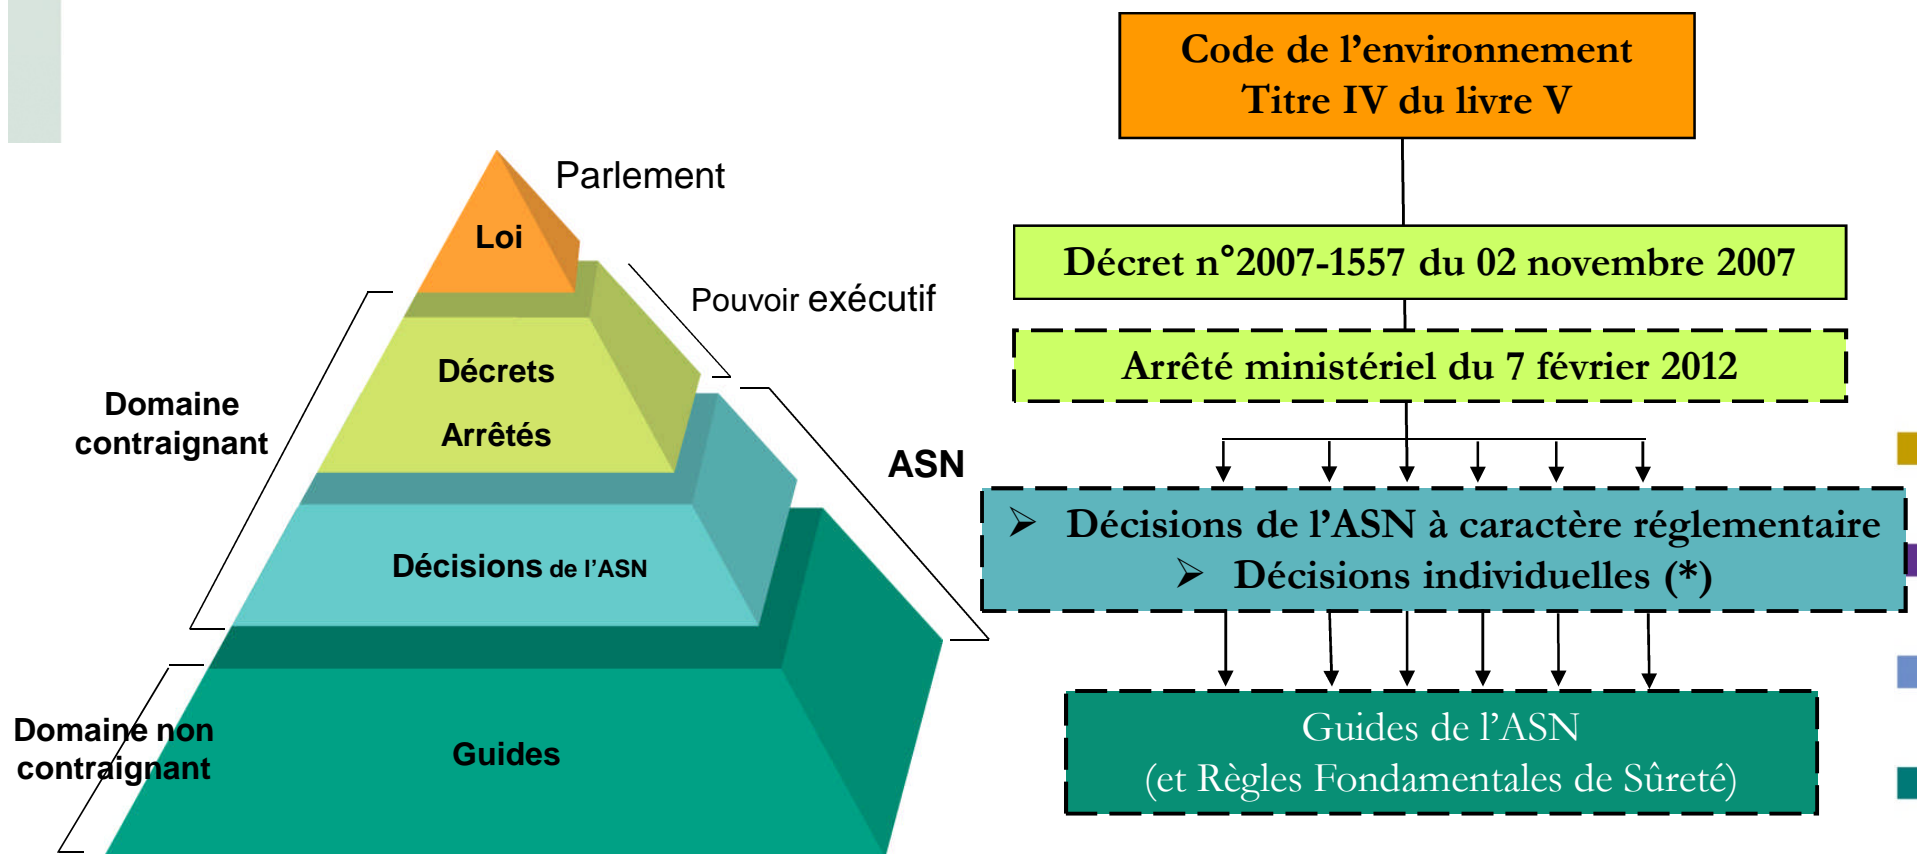 Parlement
Loi
Pouvoir exécutif
Décrets
Arrêtés
Domaine
contraignant
ASN
Décisions de l'ASN
Domaine non
contraignant
Guides
Code de l’environnement
Titre IV du livre V
Décret n°2007-1557 du 02 novembre 2007
Arrêté ministériel du 7 février 2012
➢ Décisions de l’ASN à caractère réglementaire
➢ Décisions individuelles (*)
Guides de l’ASN
(et Règles Fondamentales de Sûreté)